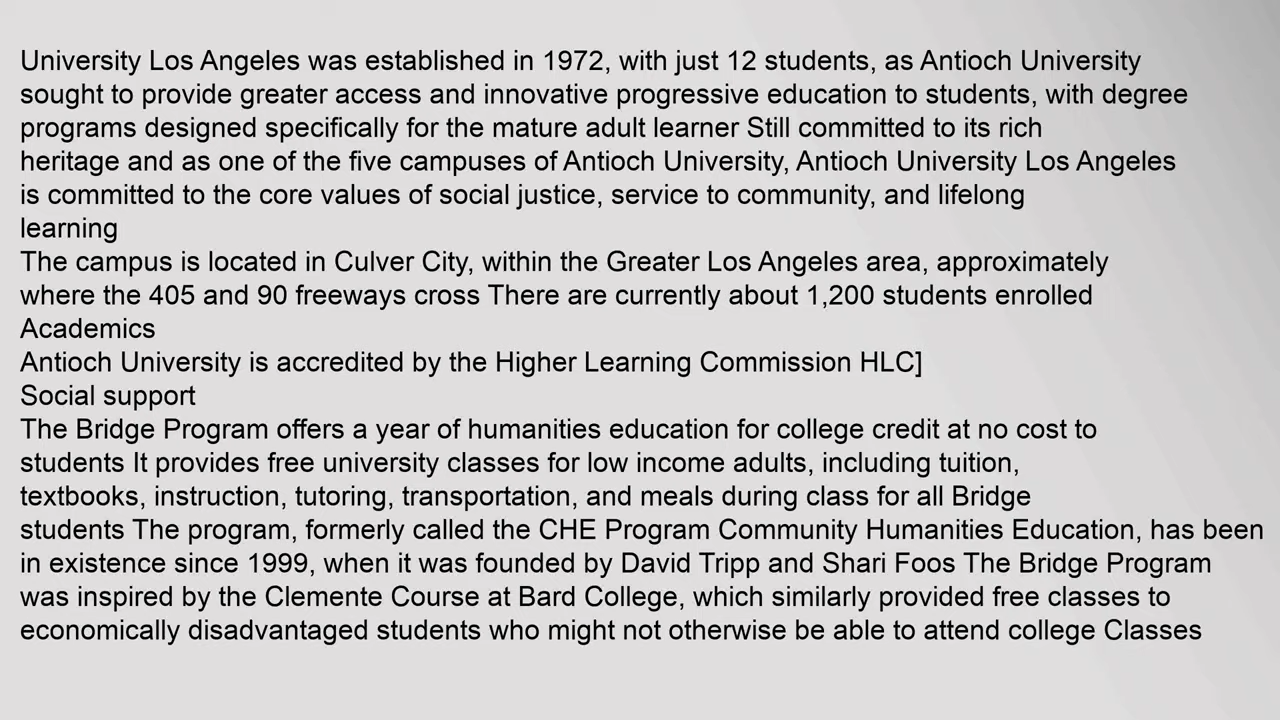 University Los Angeles was established in 1972, with just 12 students, as Antioch University
sought to provide greater access and innovative progressive education to students, with degree
programs designed specifically for the mature adult learner Still committed to its rich
heritage and as one of the five campuses of Antioch University, Antioch University Los Angeles
is committed to the core values of social justice, service to community, and lifelong
learning
The campus is located in Culver City, within the Greater Los Angeles area, approximately
where the 405 and 90 freeways cross There are currently about 1,200 students enrolled
Academics
Antioch University is accredited by the Higher Learning Commission HLC]
Social support
The Bridge Program offers a year of humanities education for college credit at no cost to
students It provides free university classes for low income adults, including tuition,
textbooks, instruction, tutoring, transportation, and meals during class for all Bridge
students The program, formerly called the CHE Program Community Humanities Education, has been
in existence since 1999, when it was founded by David Tripp and Shari Foos The Bridge Program
was inspired by the Clemente Course at Bard College, which similarly provided free classes to
economically disadvantaged students who might not otherwise be able to attend college Classes